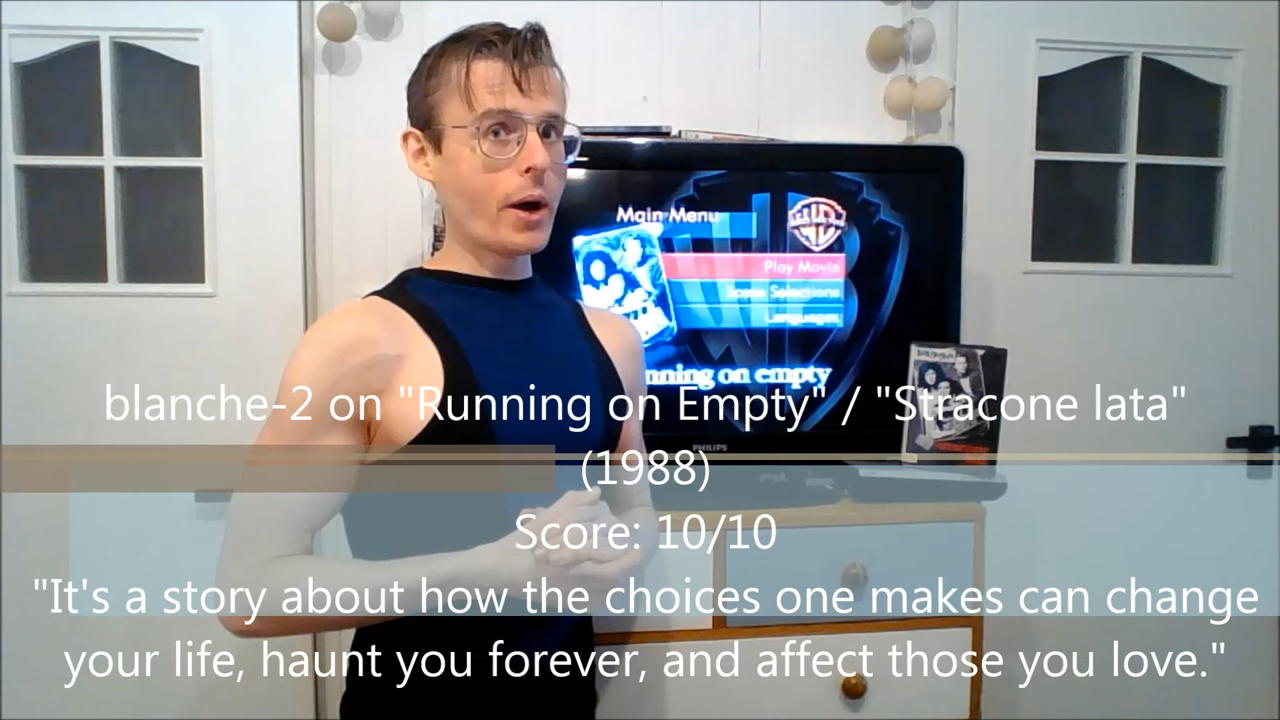 Main Menu
Play Movie
Scene Selections
Languages
nning on empty
PHILIPS
blanche-2 on "Running on Empty" / "Stracone lata"
(1988)
Score: 10/10
"It's a story about how the choices one makes can change
your life, haunt you forever, and affect those you love."